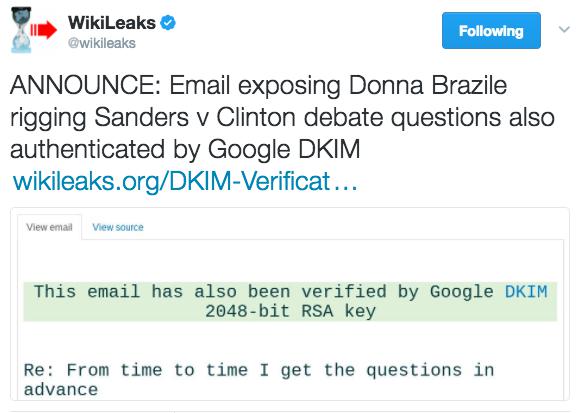 WikiLeaks
@wikileaks
Following
ANNOUNCE: Email exposing Donna Brazile
rigging Sanders v Clinton debate questions also
authenticated by Google DKIM
wikileaks.org/DKIM-Verificat…
View email View source
This email has also been verified by Google DKIM
2048-bit RSA key
Re: From time to time I get the questions in
advance